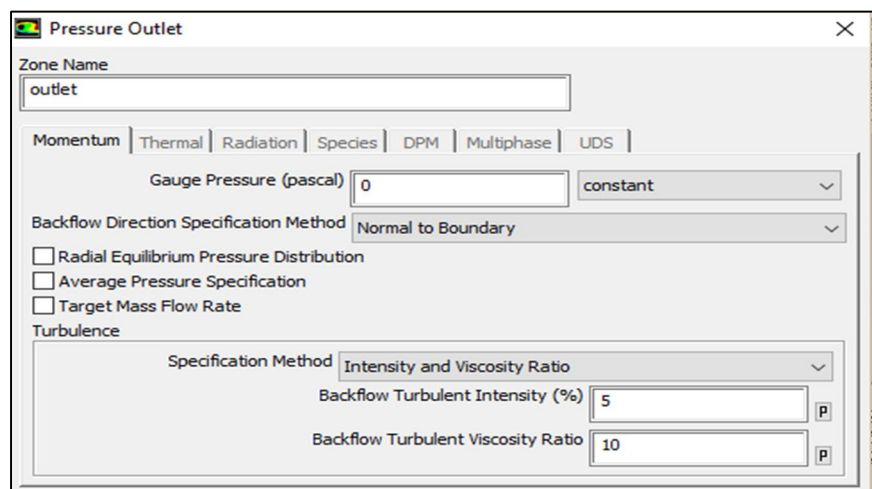 Pressure Outlet
Zone Name
outlet
Momentum Thermal Radiation Species DPM Multiphase UDS
Gauge Pressure (pascal) 0 constant
Backflow Direction Specification Method Normal to Boundary
Radial Equilibrium Pressure Distribution
Average Pressure Specification
Target Mass Flow Rate
Turbulence
Specification Method Intensity and Viscosity Ratio
Backflow Turbulent Intensity (%) 5 P
Backflow Turbulent Viscosity Ratio 10 P